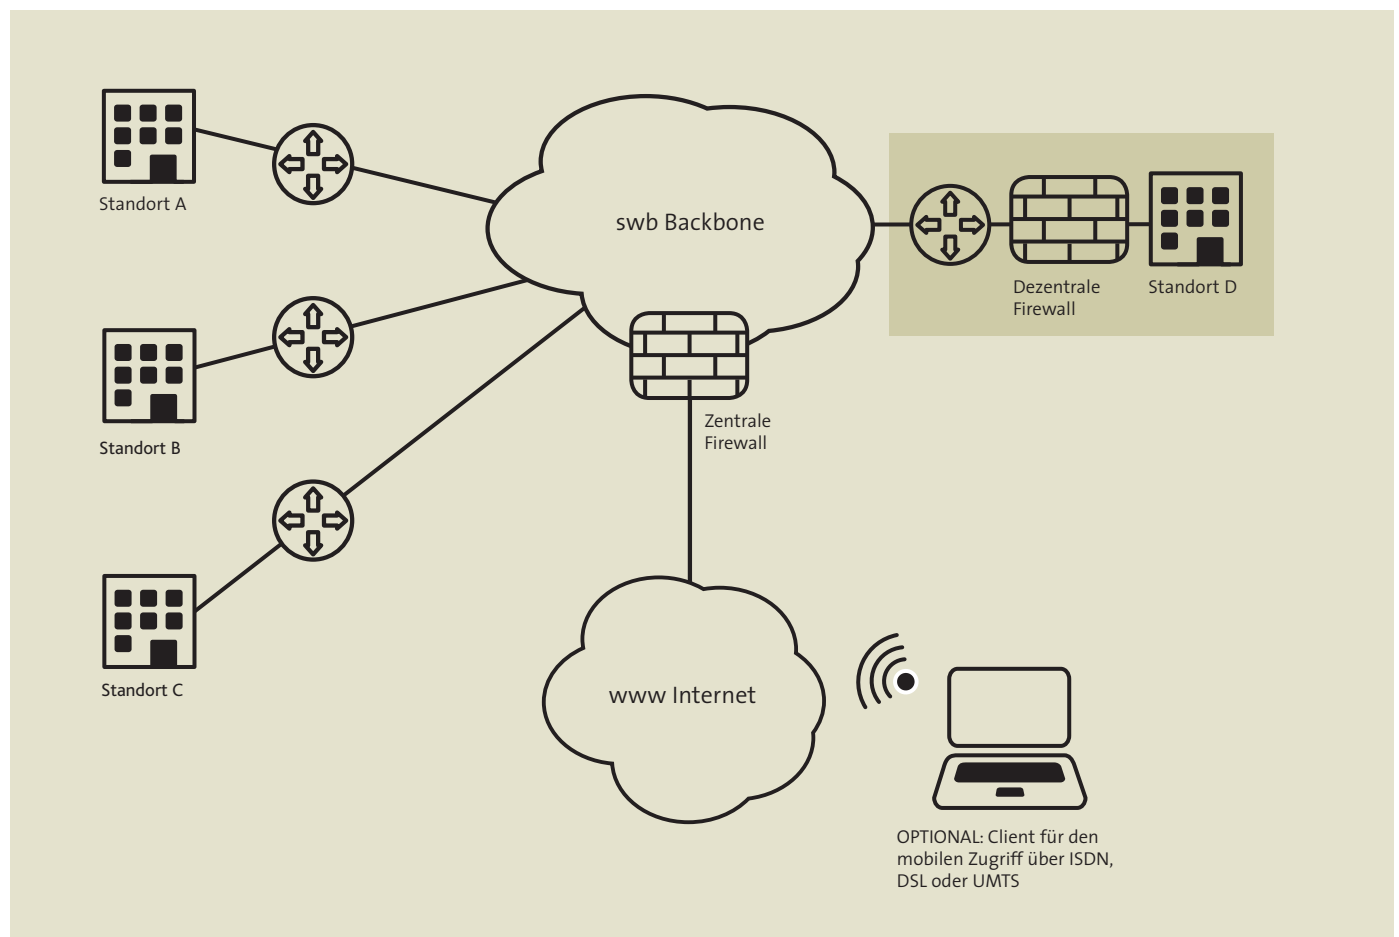 Standort A
swb Backbone
Dezentrale
Firewall
Standort D
Zentrale
Firewall
Standort B
Standort C
www Internet
OPTIONAL: Client für den
mobilen Zugriff über ISDN,
DSL oder UMTS